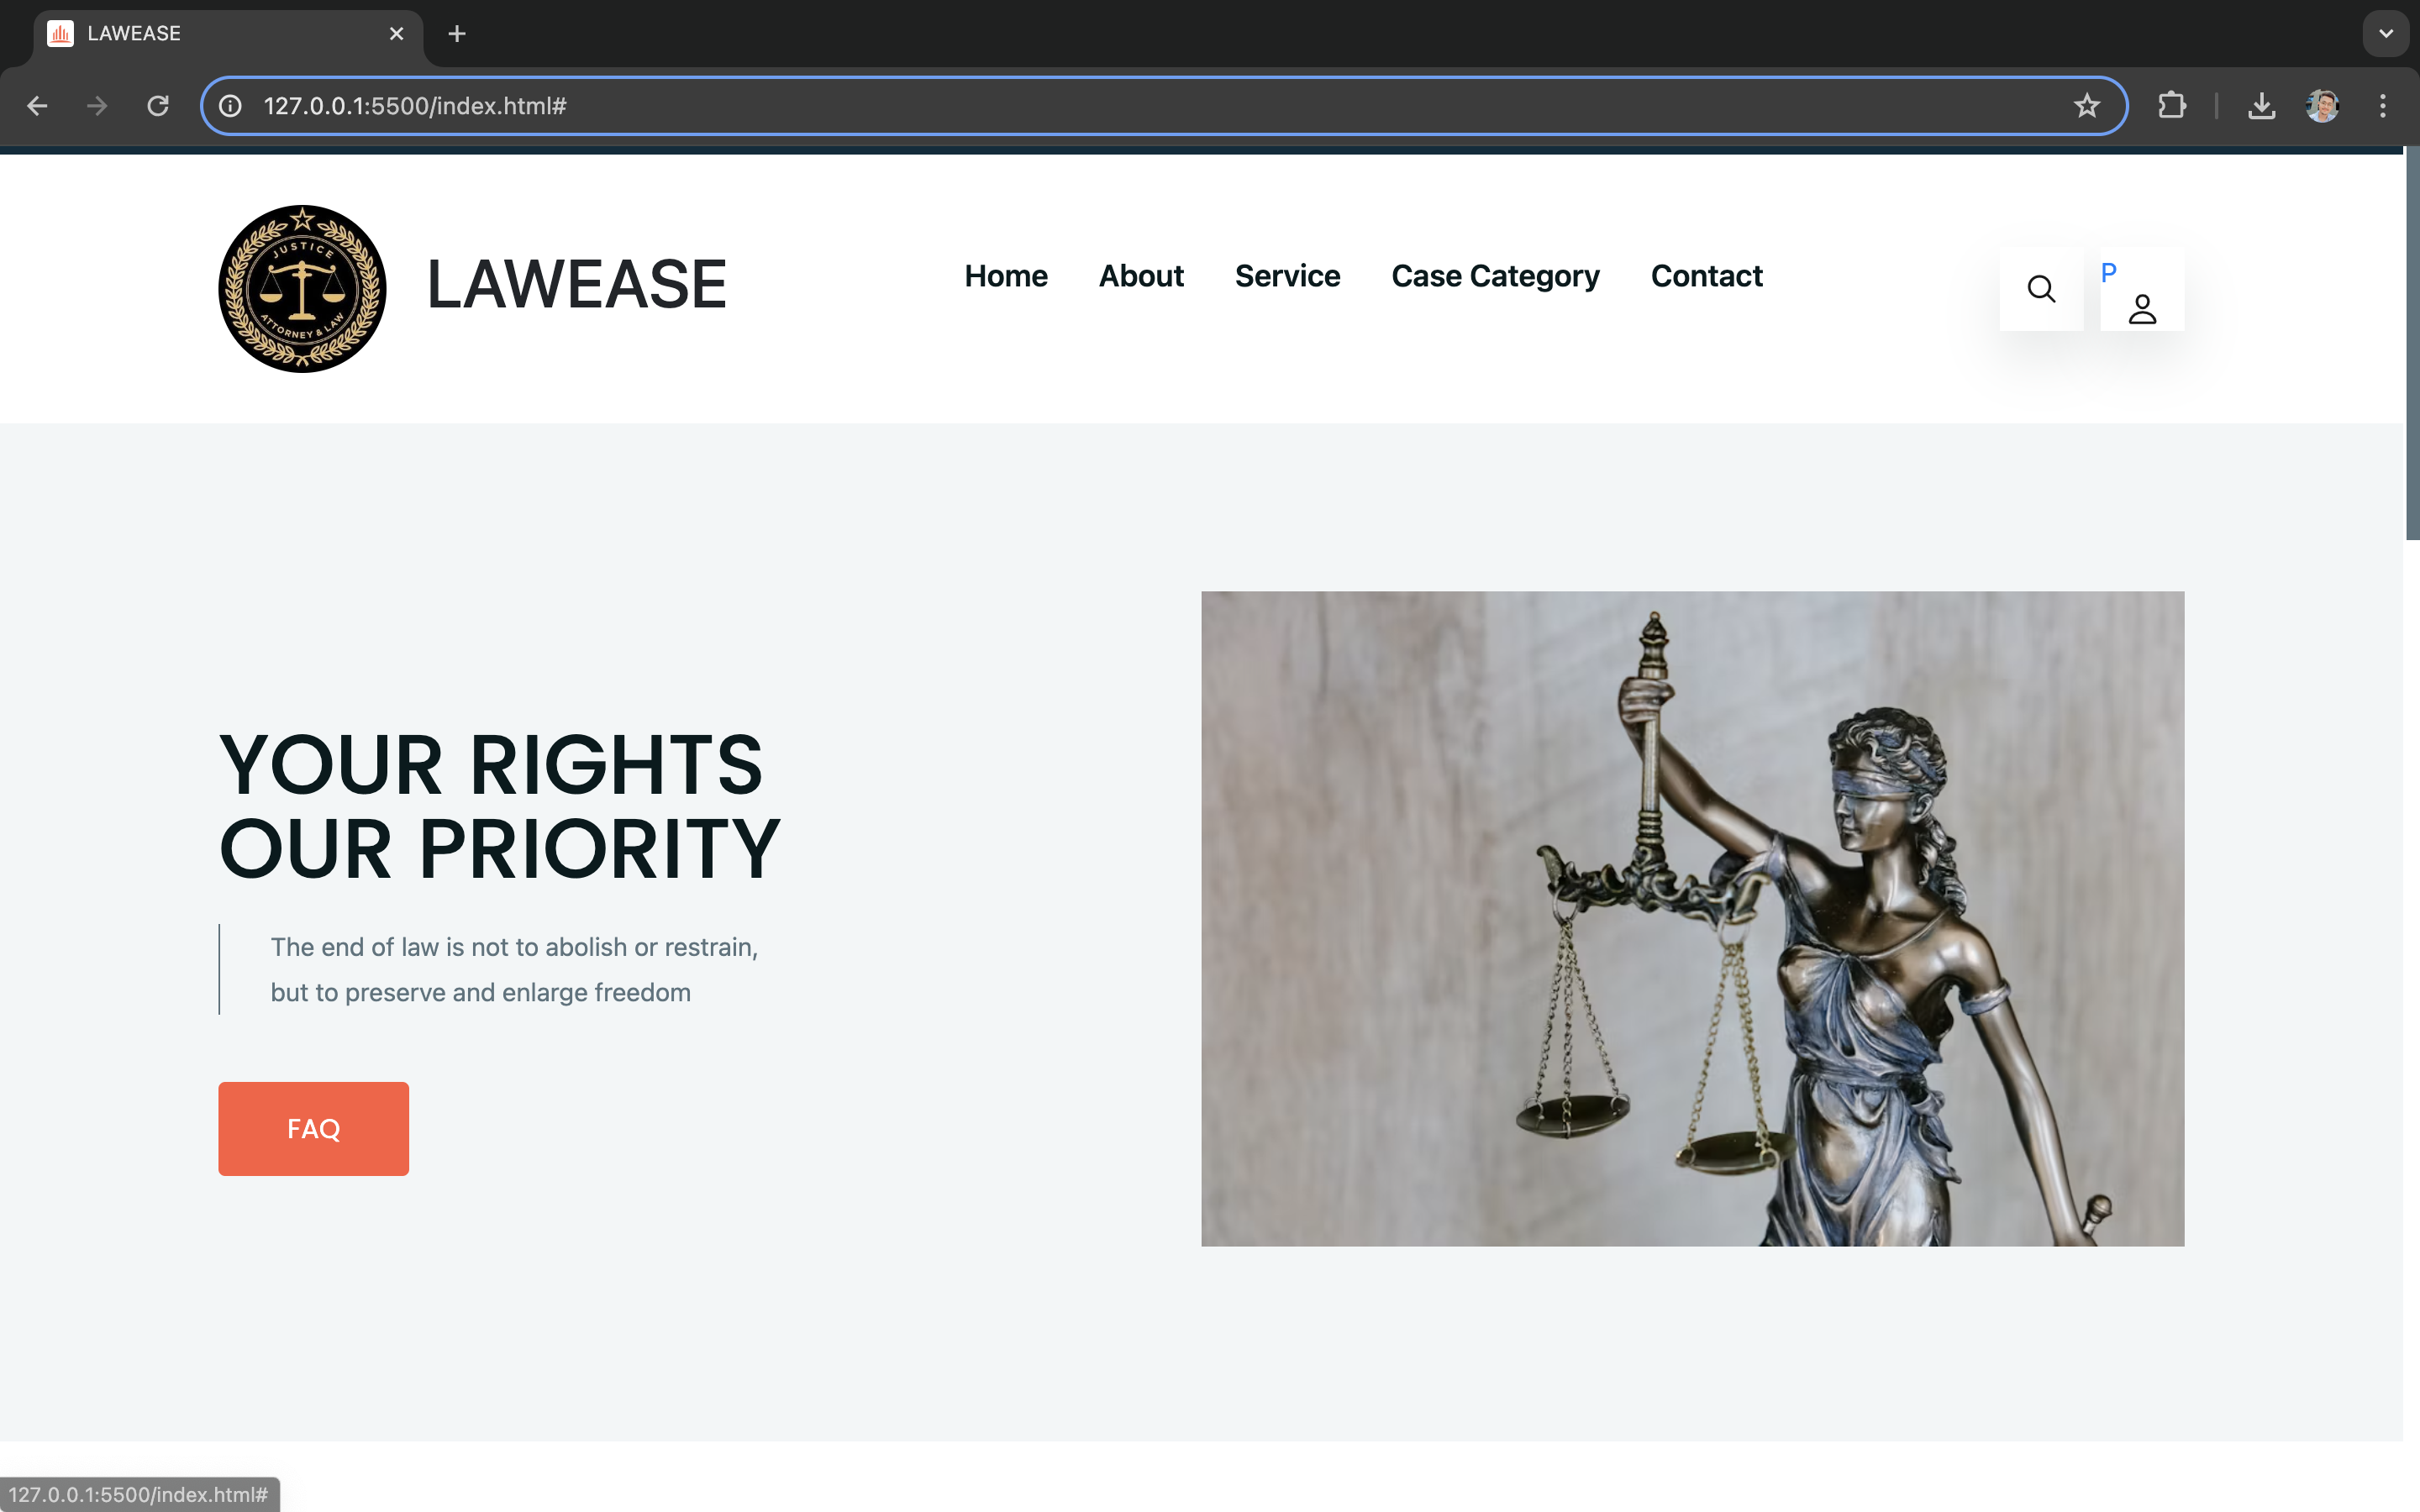 LAWEASE
127.0.0.1:5500/index.html#
JUSTICE
ATTORNEY & LAW
LAWEASE
Home About Service Case Category Contact
P
YOUR RIGHTS
OUR PRIORITY
The end of law is not to abolish or restrain,
but to preserve and enlarge freedom
FAQ
127.0.0.1:5500/index.html#